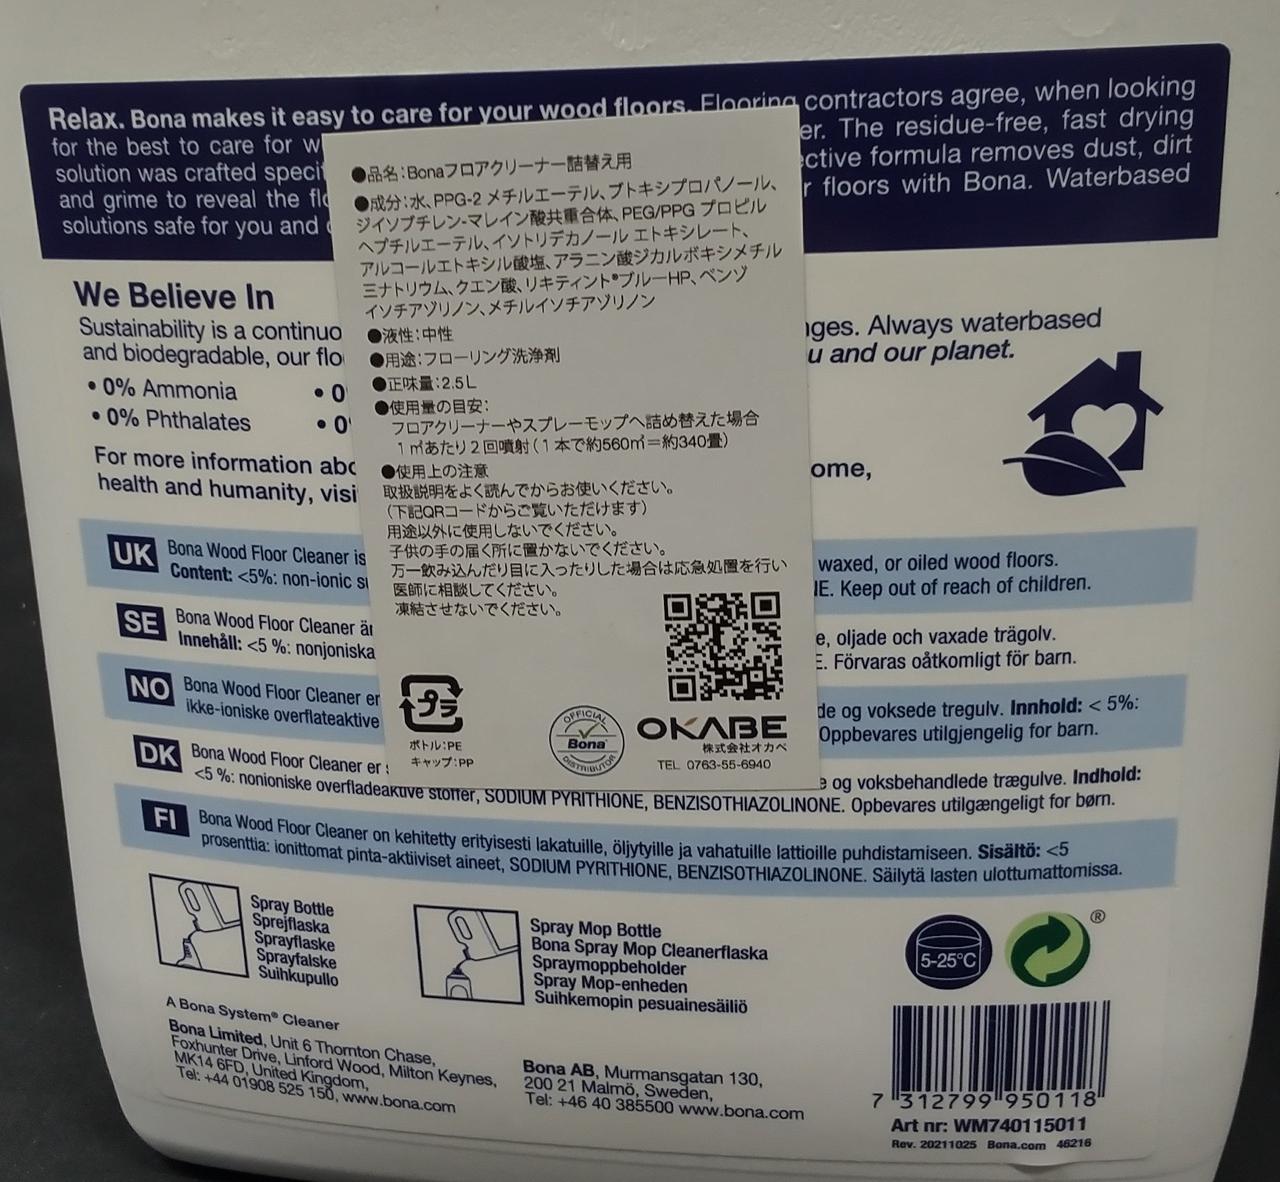 Relax. Bona makes it easy to care for your wood floors. Flooring contractors agree, when looking
for the best to care for w
er. The residue-free, fast drying
solution was crafted speci
ective formula removes dust, dirt
and grime to reveal the flo
r floors with Bona. Waterbased
solutions safe for you and
We Believe In
Sustainability is a continuo
nges. Always waterbased
and biodegradable, our flo
u and our planet.
• 0% Ammonia
• 0
• 0% Phthalates
• 0
For more information abo
ome,
health and humanity, visi
●品名:Bonaフロアクリーナー詰替え用
●成分:水、PPG-2 メチルエーテル、ブトキシプロパノール、
ジイソブチレン-マレイン酸共重合体、PEG/PPG プロピル
ヘプチルエーテル、イソトリデカノール エトキシレート、
アルコールエトキシル酸塩、アラニン酸ジカルボキシメチル
三ナトリウム、クエン酸、リキティント®ブルーHP、ベンゾ
イソチアゾリノン、メチルイソチアゾリノン
●液性:中性
●用途:フローリング洗浄剤
●正味量:2.5L
●使用量の目安:
フロアクリーナーやスプレーモップへ詰め替えた場合
1㎡あたり2回噴射(1本で約560㎡=約340畳)
●使用上の注意
取扱説明をよく読んでからお使いください。
(下記QRコードからご覧いただけます)
用途以外に使用しないでください。
子供の手の届く所に置かないでください。
万一飲み込んだり目に入ったりした場合は応急処置を行い
医師に相談してください。
凍結させないでください。
プラ
ボトル:PE
キャップ:PP
OFFICIAL
Bona
DISTRIBUTOR
OKABE
株式会社オカベ
TEL 0763-55-6940
UK Bona Wood Floor Cleaner is
waxed, or oiled wood floors.
Content: <5%: non-ionic su
NE. Keep out of reach of children.
SE Bona Wood Floor Cleaner är
e, oljade och vaxade trägolv.
Innehåll: <5 %: nonjoniska
E. Förvaras oåtkomligt för barn.
NO Bona Wood Floor Cleaner er
de og voksede tregulv. Innhold: < 5%:
ikke-ioniske overflateaktive
Oppbevares utilgjengelig for barn.
DK Bona Wood Floor Cleaner er
e og voksbehandlede trægulve. Indhold:
<5 %: nonioniske overfladeaktive stoffer, SODIUM PYRITHIONE, BENZISOTHIAZOLINONE. Opbevares utilgængeligt for børn.
FI Bona Wood Floor Cleaner on kehitetty erityisesti lakatuille, öljytyille ja vahatuille lattioille puhdistamiseen. Sisältö: <5
prosenttia: ionittomat pinta-aktiiviset aineet, SODIUM PYRITHIONE, BENZISOTHIAZOLINONE. Säilytä lasten ulottumattomissa.
Spray Bottle
Sprejflaska
Sprayflaske
Sprayfalske
Suihkupullo
Spray Mop Bottle
Bona Spray Mop Cleanerflaska
Spraymoppbeholder
Spray Mop-enheden
Suihkemopin pesuainesäiliö
5-25°C
®
A Bona System® Cleaner
Bona Limited, Unit 6 Thornton Chase,
Foxhunter Drive, Linford Wood, Milton Keynes,
MK14 6FD, United Kingdom,
Tel: +44 01908 525 150, www.bona.com
Bona AB, Murmansgatan 130,
200 21 Malmö, Sweden,
Tel: +46 40 385500 www.bona.com
7 312799 950118
Art nr: WM740115011
Rev. 20211025 Bona.com 46216